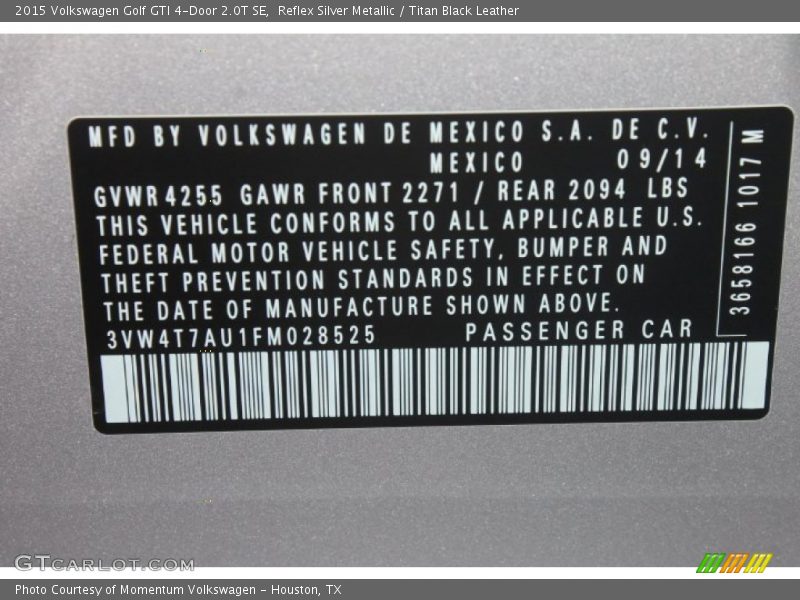 2015 Volkswagen Golf GTI 4-Door 2.0T SE, Reflex Silver Metallic / Titan Black Leather
MFD BY VOLKSWAGEN DE MEXICO S.A. DE C.V.
MEXICO 09/14
GVWR 4255 GAWR FRONT 2271 / REAR 2094 LBS
THIS VEHICLE CONFORMS TO ALL APPLICABLE U.S.
FEDERAL MOTOR VEHICLE SAFETY, BUMPER AND
THEFT PREVENTION STANDARDS IN EFFECT ON
THE DATE OF MANUFACTURE SHOWN ABOVE.
3VW4T7AU1FM028525 PASSENGER CAR
3658166 1017 M
GTCARLOT.COM
Photo Courtesy of Momentum Volkswagen - Houston, TX